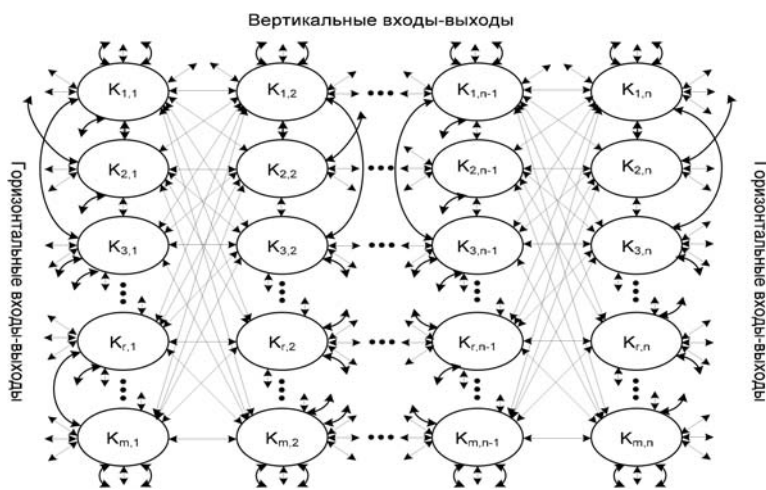 Вертикальные входы-выходы
Горизонтальные входы-выходы
K1,1 K1,2 K1,n-1 K1,n
K2,1 K2,2 K2,n-1 K2,n
K3,1 K3,2 K3,n-1 K3,n
Kr,1 Kr,2 Kr,n-1 Kr,n
Km,1 Km,2 Km,n-1 Km,n
Горизонтальные входы-выходы